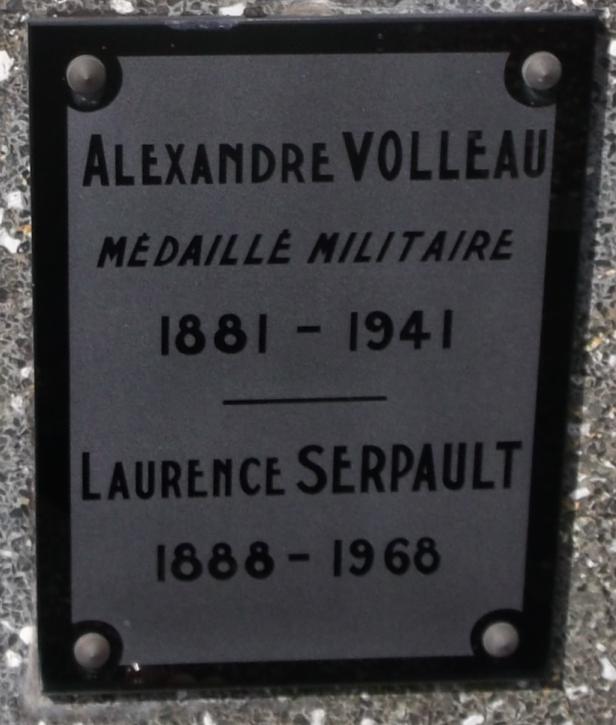 ALEXANDRE VOLLEAU
MÉDAILLÉ MILITAIRE
1881 - 1941
LAURENCE SERPAULT
1888 - 1968